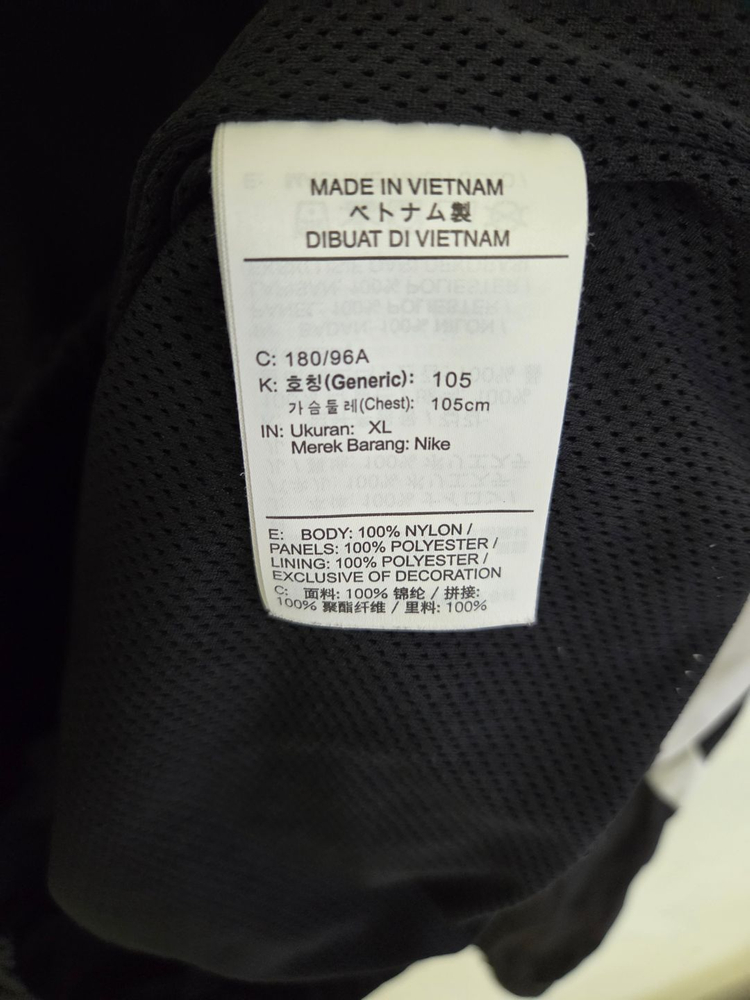 MADE IN VIETNAM
ベトナム製
DIBUAT DI VIETNAM
C: 180/96A
K: 호칭(Generic): 105
가슴둘레(Chest): 105cm
IN: Ukuran: XL
Merek Barang: Nike
E: BODY: 100% NYLON /
PANELS: 100% POLYESTER /
LINING: 100% POLYESTER /
EXCLUSIVE OF DECORATION
C: 面料: 100% 锦纶 / 拼接:
100% 聚酯纤维 / 里料: 100%